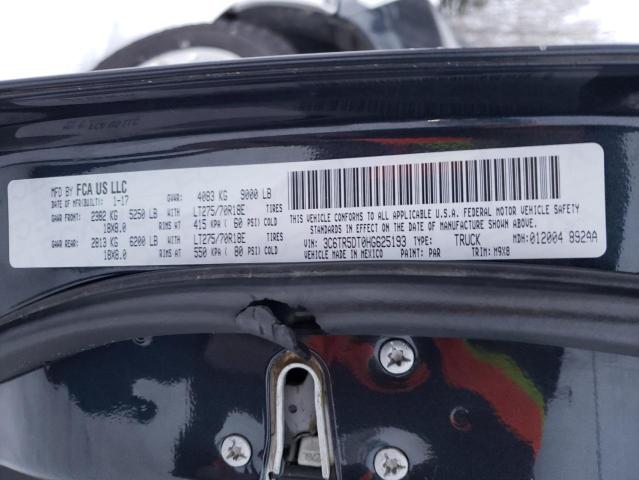 MFD BY FCA US LLC
DATE OF MFR(BUILT): 1-17 GVWR: 4083 KG 9000 LB
GAWR FRONT 2382 KG 5250 LB WITH LT275/70R18E TIRES
18X8.0 RIMS AT 415 KPA ( 60 PSI) COLD
GAWR REAR 2813 KG 6200 LB WITH LT275/70R18E TIRES
18X8.0 RIMS AT 550 KPA ( 80 PSI) COLD
THIS VEHICLE CONFORMS TO ALL APPLICABLE U.S.A. FEDERAL MOTOR VEHICLE SAFETY
STANDARDS IN EFFECT ON THE DATE OF MANUFACTURE SHOWN ABOVE.
VIN: 3C6TR5DT0HG625193 TYPE: TRUCK MDH: 012004 892AA
VEHICLE MADE IN MEXICO PAINT: PAR TRIM: M9X8